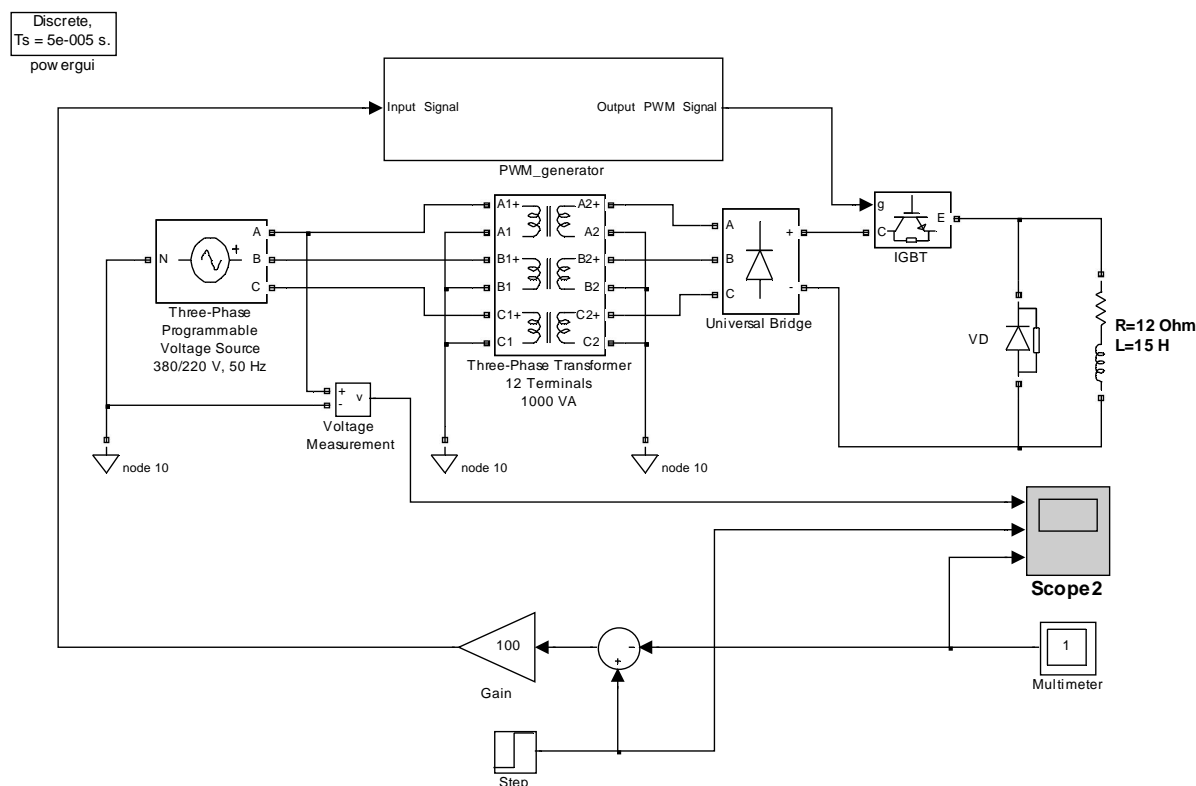 Discrete,
Ts = 5e-005 s.
powergui
Input Signal
Output PWM Signal
PWM_generator
N
A
B
C
Three-Phase
Programmable
Voltage Source
380/220 V, 50 Hz
A1+
A1
B1+
B1
C1+
C1
A2+
A2
B2+
B2
C2+
C2
Three-Phase Transformer
12 Terminals
1000 VA
A
B
C
+
-
Universal Bridge
g
C
E
IGBT
VD
R=12 Ohm
L=15 H
+
-
v
Voltage
Measurement
node 10
node 10
node 10
Scope2
100
Gain
-
+
1
Multimeter
Step